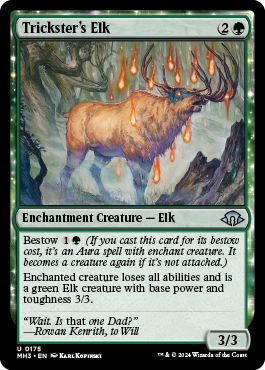 Trickster's Elk 2
Enchantment Creature — Elk
Bestow 1 (If you cast this card for its bestow
cost, it's an Aura spell with enchant creature. It
becomes a creature again if it's not attached.)
Enchanted creature loses all abilities and is
a green Elk creature with base power and
toughness 3/3.
"Wait. Is that one Dad?"
—Rowan Kenrith, to Will
3/3
U 0175
MH3 • EN Karl Kopinski ™ & © 2024 Wizards of the Coast